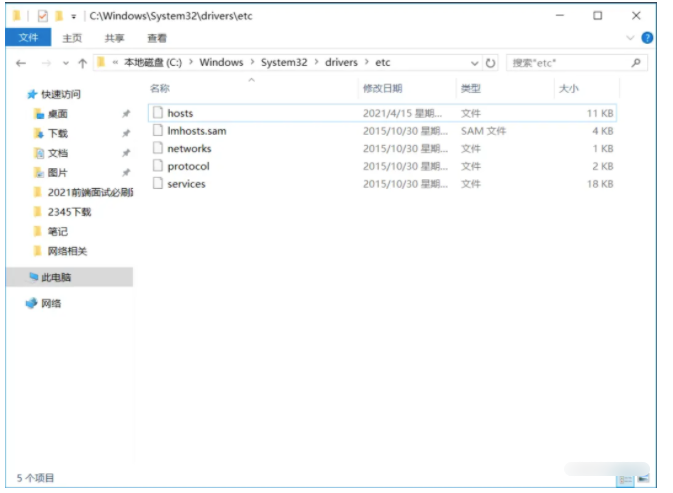 C:\Windows\System32\drivers\etc
文件 主页 共享 查看
« 本地磁盘 (C:) > Windows > System32 > drivers > etc 搜索"etc"
名称 修改日期 类型 大小
快速访问
桌面
下载
文档
图片
2021前端面试必刷
2345下载
笔记
网络相关
此电脑
网络
hosts 2021/4/15 星期... 文件 11 KB
lmhosts.sam 2015/10/30 星期... SAM 文件 4 KB
networks 2015/10/30 星期... 文件 1 KB
protocol 2015/10/30 星期... 文件 2 KB
services 2015/10/30 星期... 文件 18 KB
5 个项目